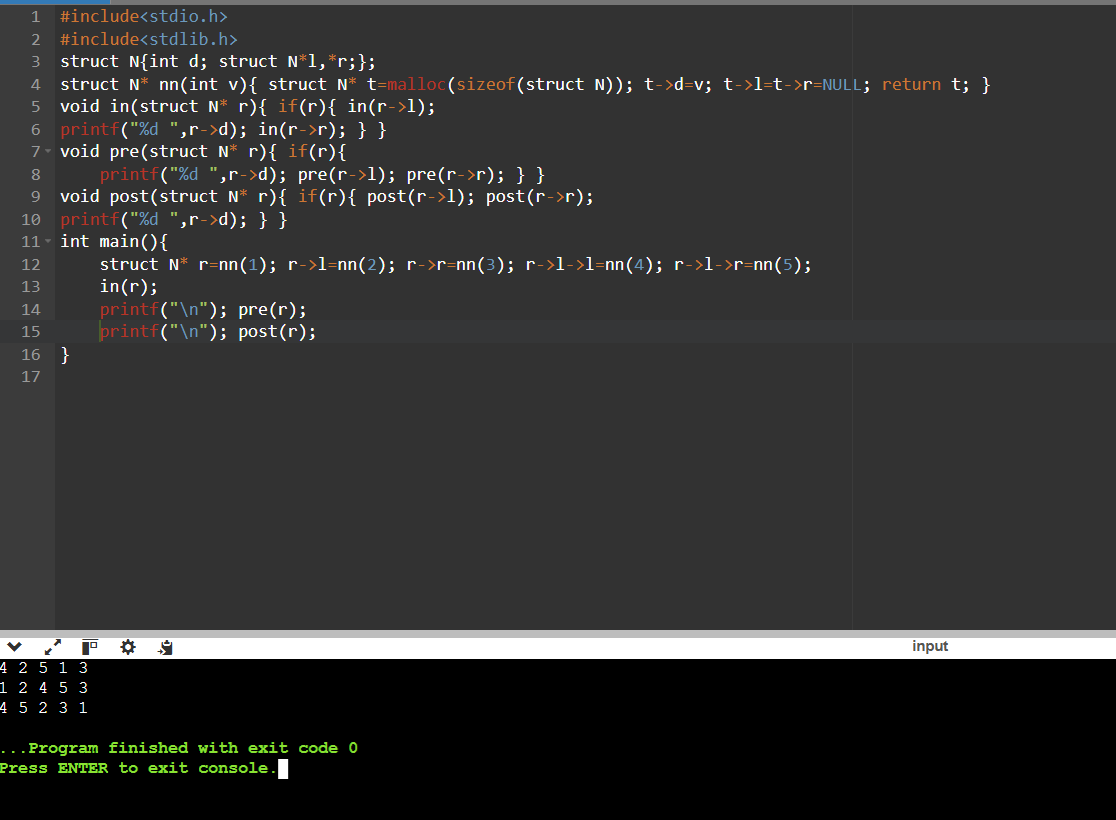 1 #include<stdio.h>
2 #include<stdlib.h>
3 struct N{int d; struct N*l,*r;};
4 struct N* nn(int v){ struct N* t=malloc(sizeof(struct N)); t->d=v; t->l=t->r=NULL; return t; }
5 void in(struct N* r){ if(r){ in(r->l);
6 printf("%d ",r->d); in(r->r); } }
7 void pre(struct N* r){ if(r){
8     printf("%d ",r->d); pre(r->l); pre(r->r); } }
9 void post(struct N* r){ if(r){ post(r->l); post(r->r);
10 printf("%d ",r->d); } }
11 int main(){
12     struct N* r=nn(1); r->l=nn(2); r->r=nn(3); r->l->l=nn(4); r->l->r=nn(5);
13     in(r);
14     printf("\n"); pre(r);
15     printf("\n"); post(r);
16 }
17
input
4 2 5 1 3
1 2 4 5 3
4 5 2 3 1
...Program finished with exit code 0
Press ENTER to exit console.